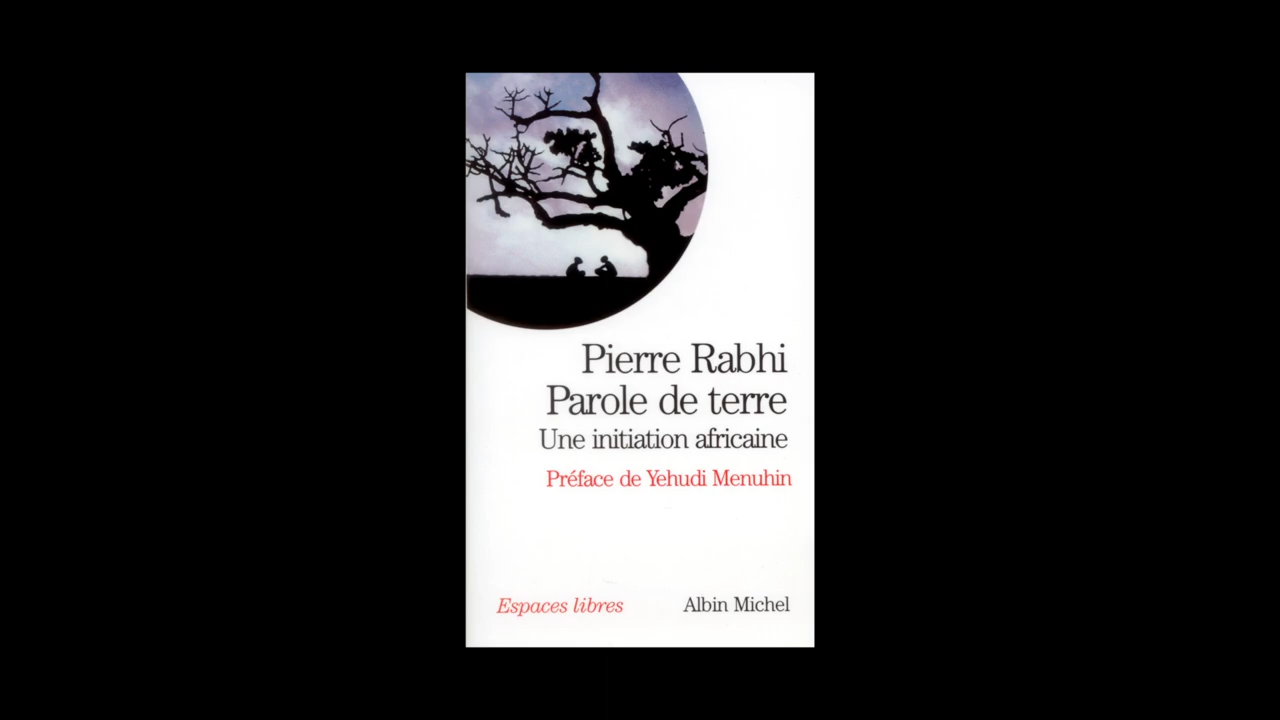 Pierre Rabhi
Parole de terre
Une initiation africaine
Préface de Yehudi Menuhin
Espaces libres
Albin Michel